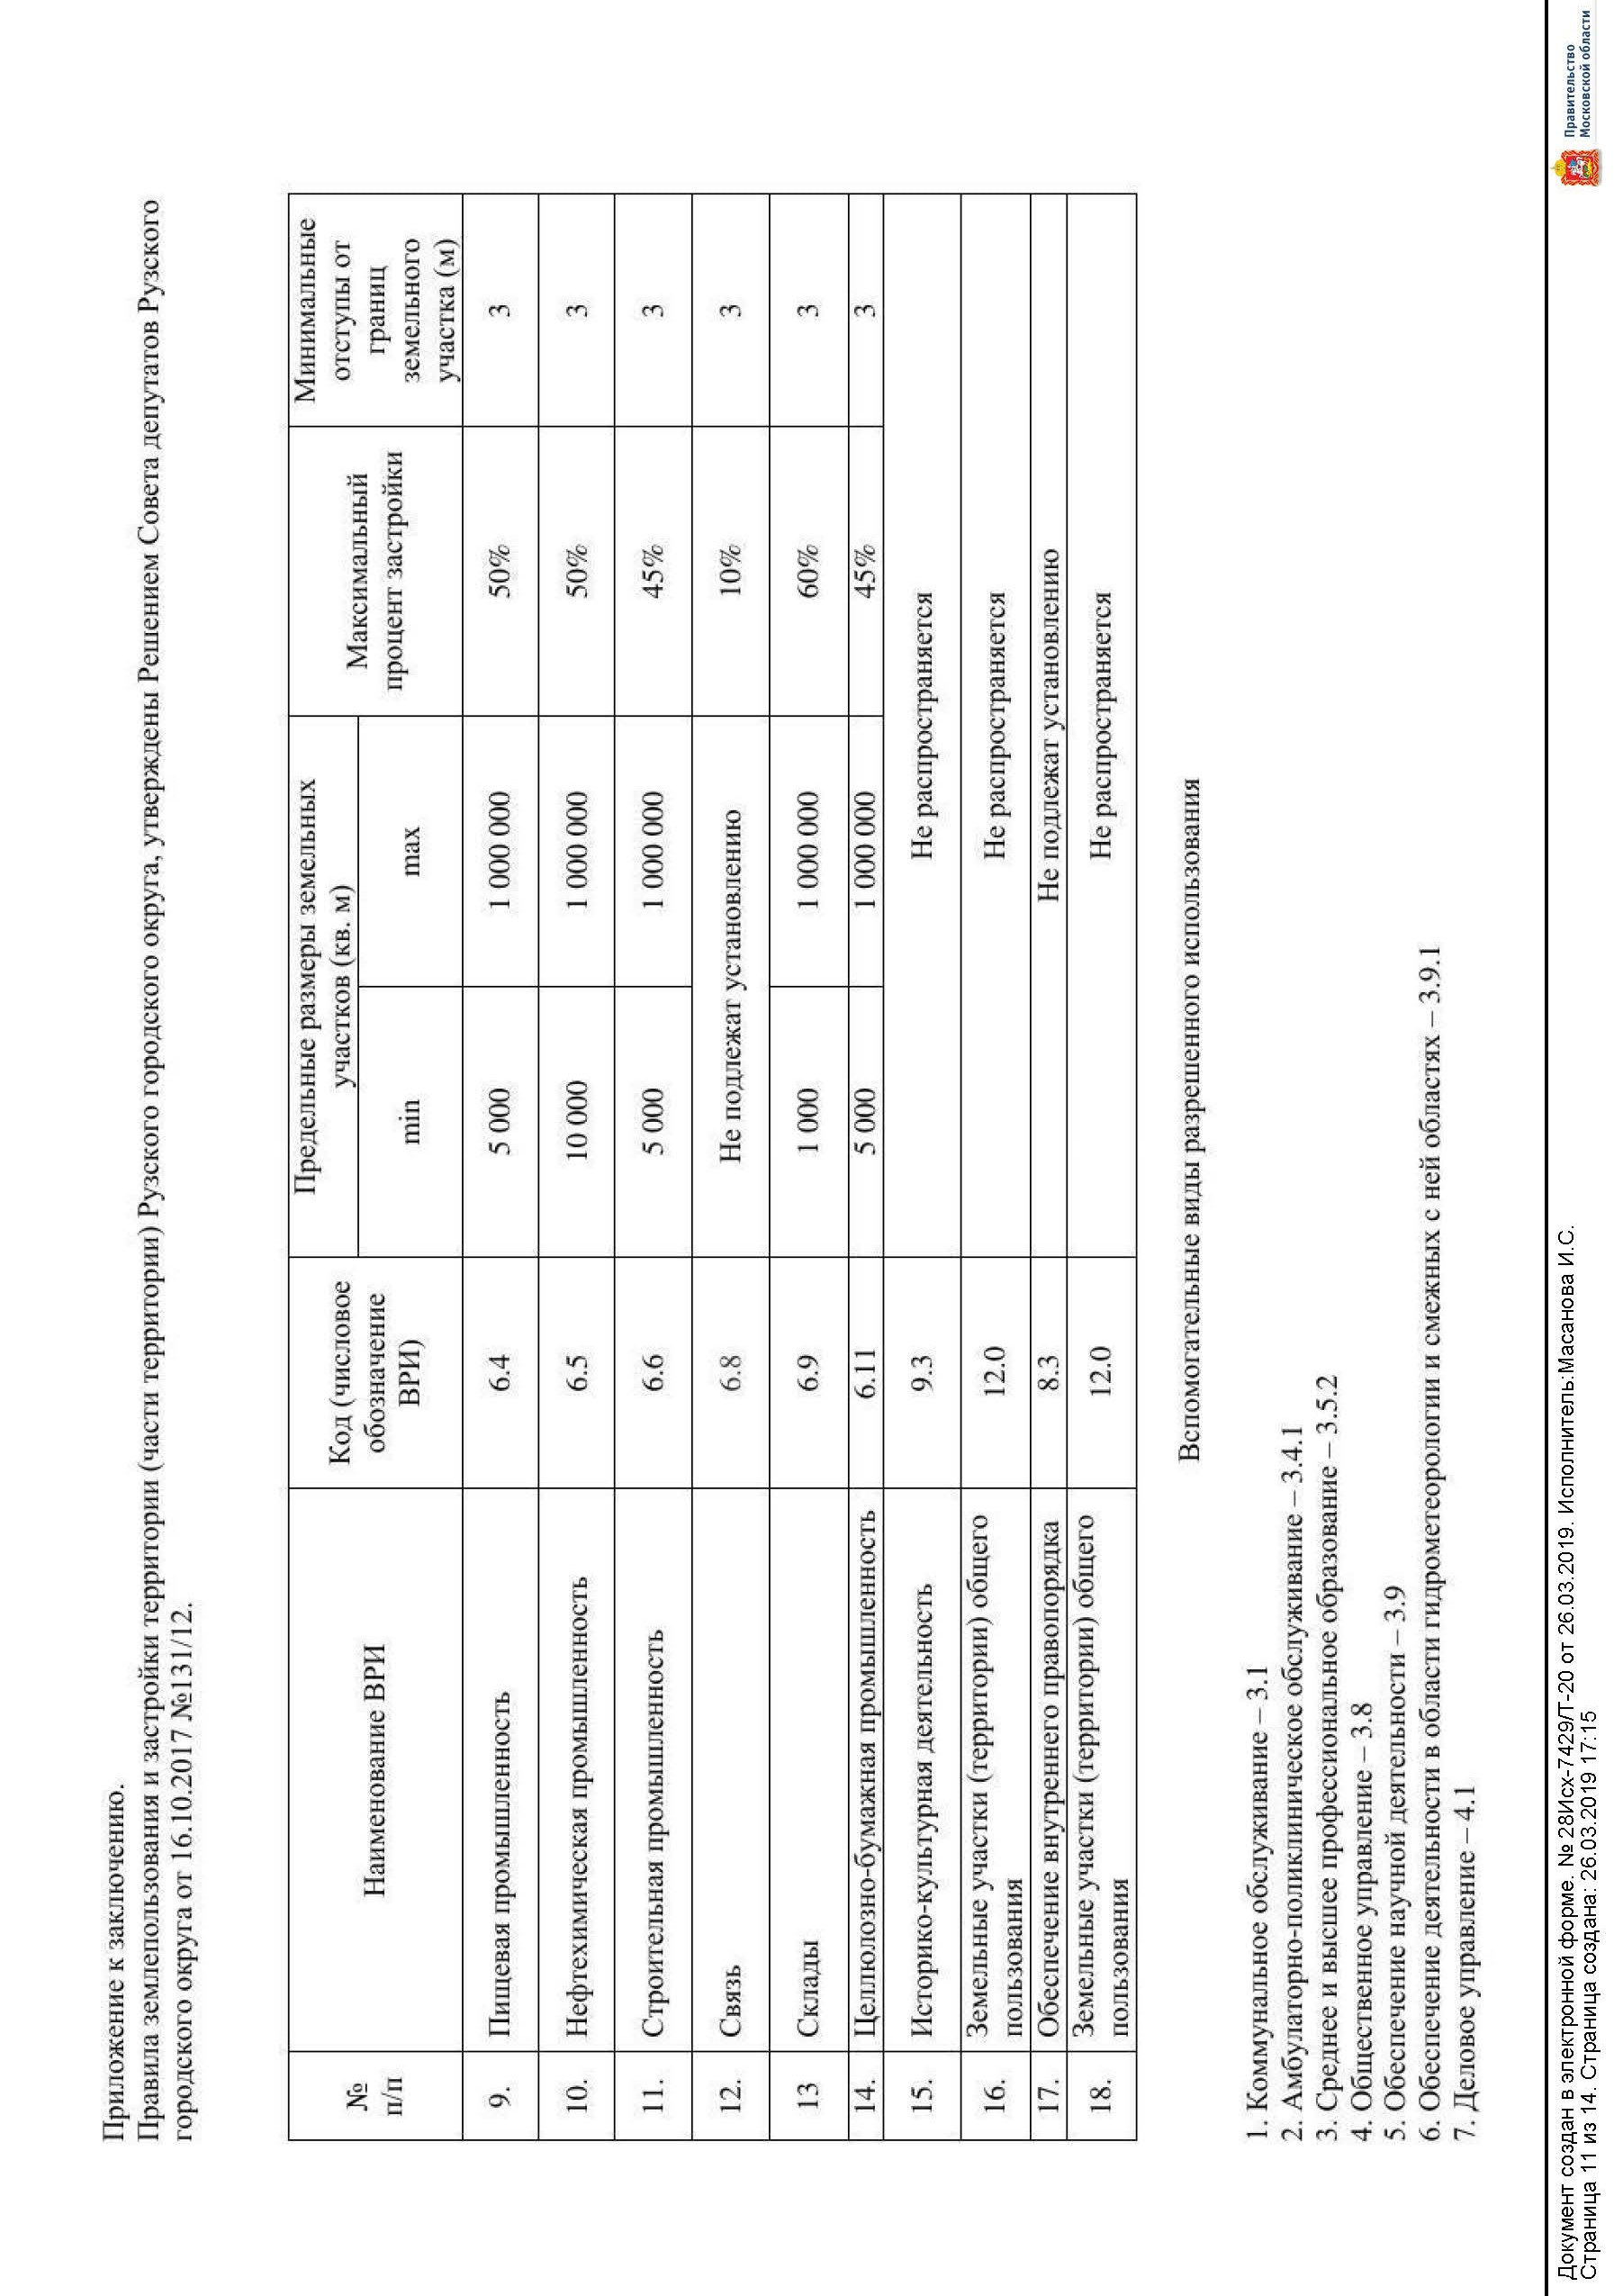 Приложение к заключению.
Правила землепользования и застройки территории (части территории) Рузского городского округа, утверждены Решением Совета депутатов Рузского
городского округа от 16.10.2017 №131/12.
№ п/п Наименование ВРИ Код (числовое обозначение ВРИ) Предельные размеры земельных участков (кв. м) Максимальный процент застройки Минимальные отступы от границ земельного участка (м)
min max
9. Пищевая промышленность 6.4 5 000 1 000 000 50% 3
10. Нефтехимическая промышленность 6.5 10 000 1 000 000 50% 3
11. Строительная промышленность 6.6 5 000 1 000 000 45% 3
12. Связь 6.8 Не подлежат установлению 10% 3
13 Склады 6.9 1 000 1 000 000 60% 3
14. Целлюлозно-бумажная промышленность 6.11 5 000 1 000 000 45% 3
15. Историко-культурная деятельность 9.3 Не распространяется
16. Земельные участки (территории) общего пользования 12.0 Не распространяется
17. Обеспечение внутреннего правопорядка 8.3 Не подлежат установлению
18. Земельные участки (территории) общего пользования 12.0 Не распространяется
Вспомогательные виды разрешенного использования
1. Коммунальное обслуживание – 3.1
2. Амбулаторно-поликлиническое обслуживание – 3.4.1
3. Среднее и высшее профессиональное образование – 3.5.2
4. Общественное управление – 3.8
5. Обеспечение научной деятельности – 3.9
6. Обеспечение деятельности в области гидрометеорологии и смежных с ней областях – 3.9.1
7. Деловое управление – 4.1
Документ создан в электронной форме. № 28Исх-7429/Т-20 от 26.03.2019. Исполнитель:Масанова И.С.
Страница 11 из 14. Страница создана: 26.03.2019 17:15
Правительство
Московской области